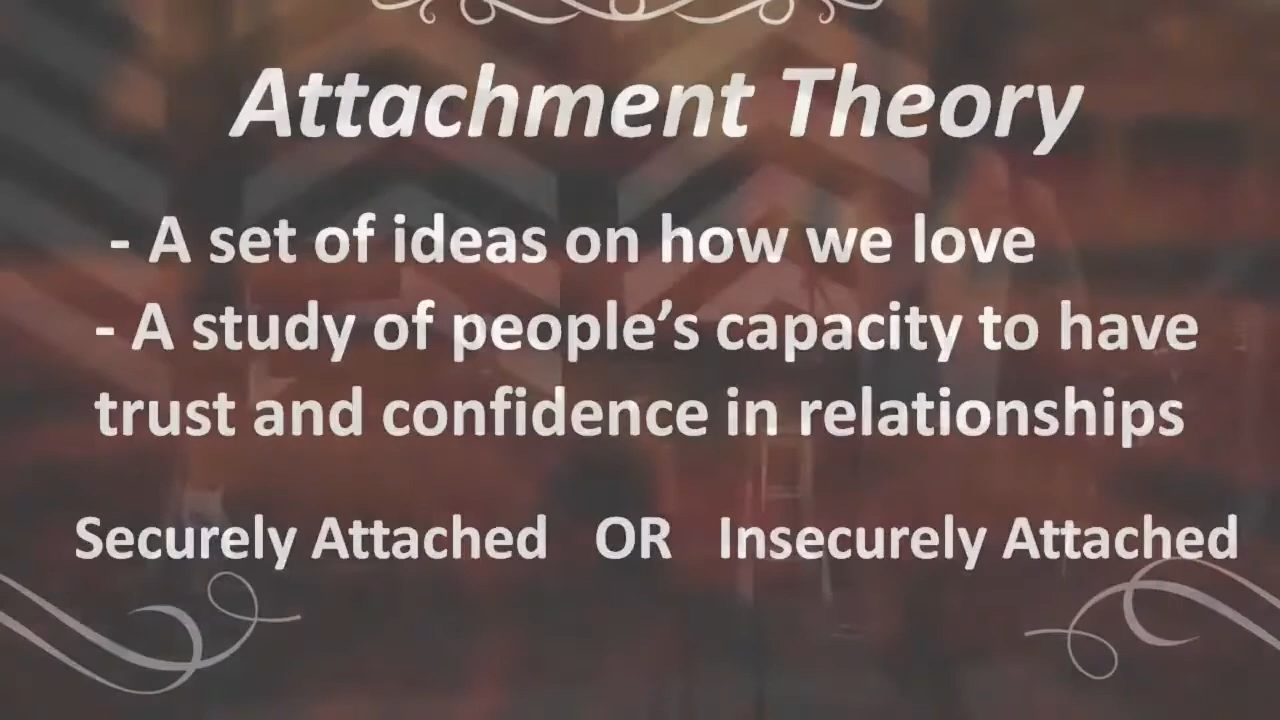 Attachment Theory
- A set of ideas on how we love
- A study of people’s capacity to have
trust and confidence in relationships
Securely Attached OR Insecurely Attached